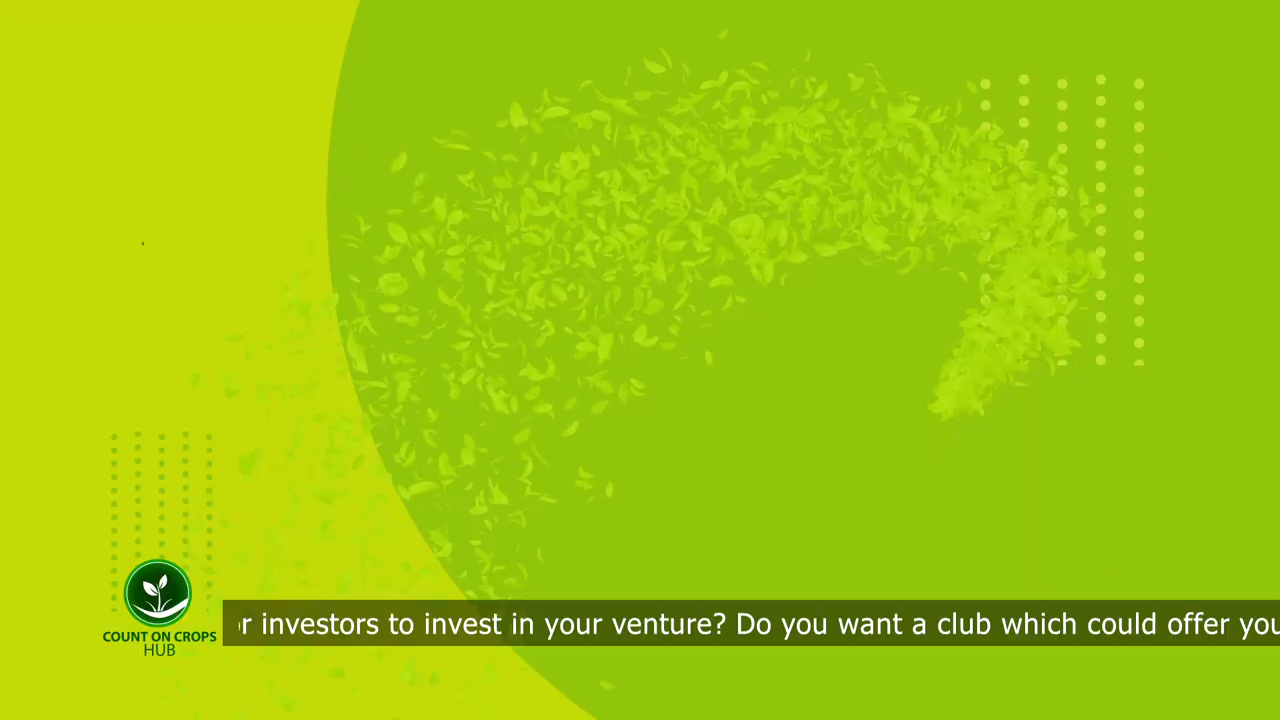 r investors to invest in your venture? Do you want a club which could offer you
COUNT ON CROPS
HUB